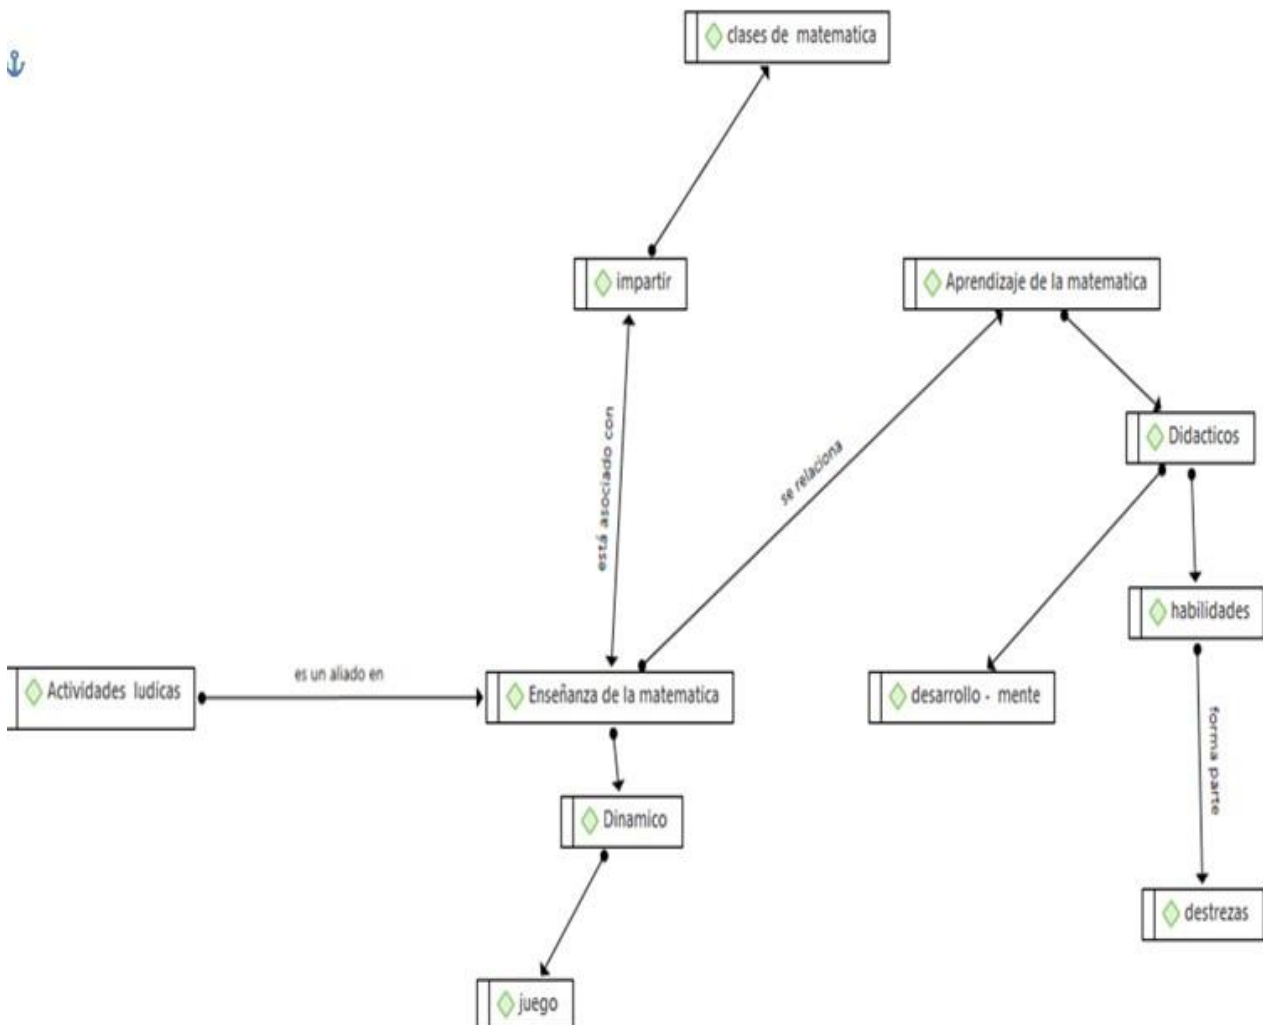 clases de matematica
impartir
Aprendizaje de la matematica
está asociado con
se relaciona
Didacticos
habilidades
Actividades ludicas
es un aliado en
Enseñanza de la matematica
desarrollo - mente
forma parte
Dinamico
destrezas
juego